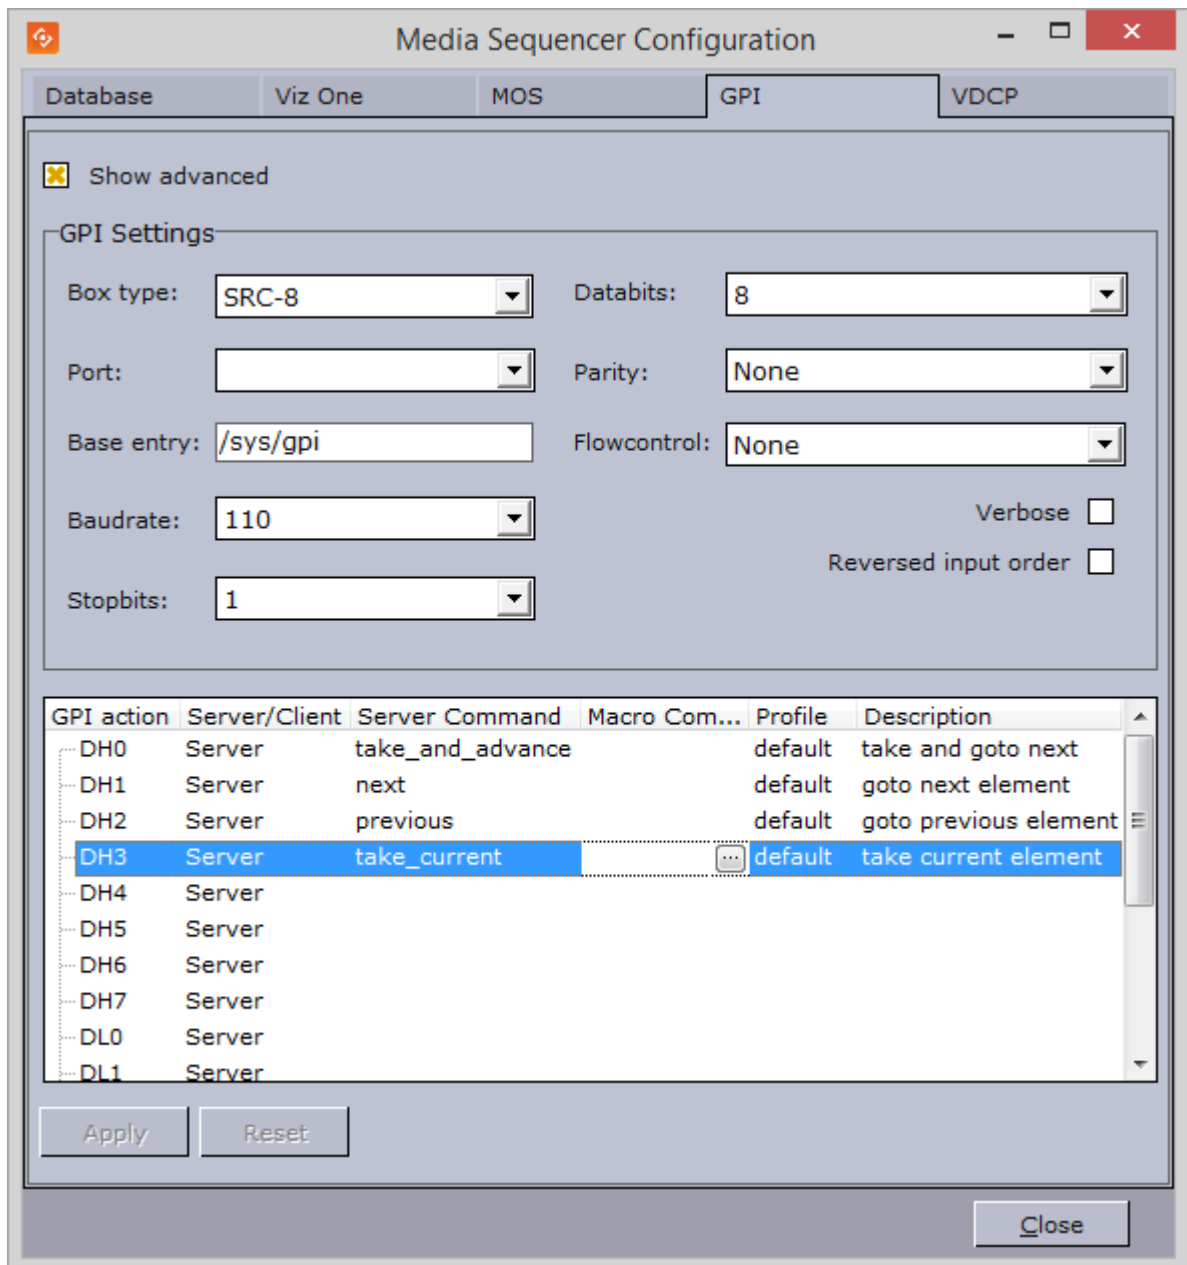 Media Sequencer Configuration
Database Viz One MOS GPI VDCP
Show advanced
GPI Settings
Box type: SRC-8 Databits: 8
Port: Parity: None
Base entry: /sys/gpi Flowcontrol: None
Baudrate: 110 Verbose
Reversed input order
Stopbits: 1
GPI action Server/Client Server Command Macro Com... Profile Description
DH0 Server take_and_advance default take and goto next
DH1 Server next default goto next element
DH2 Server previous default goto previous element
DH3 Server take_current ... default take current element
DH4 Server
DH5 Server
DH6 Server
DH7 Server
DL0 Server
DL1 Server
Apply Reset
Close